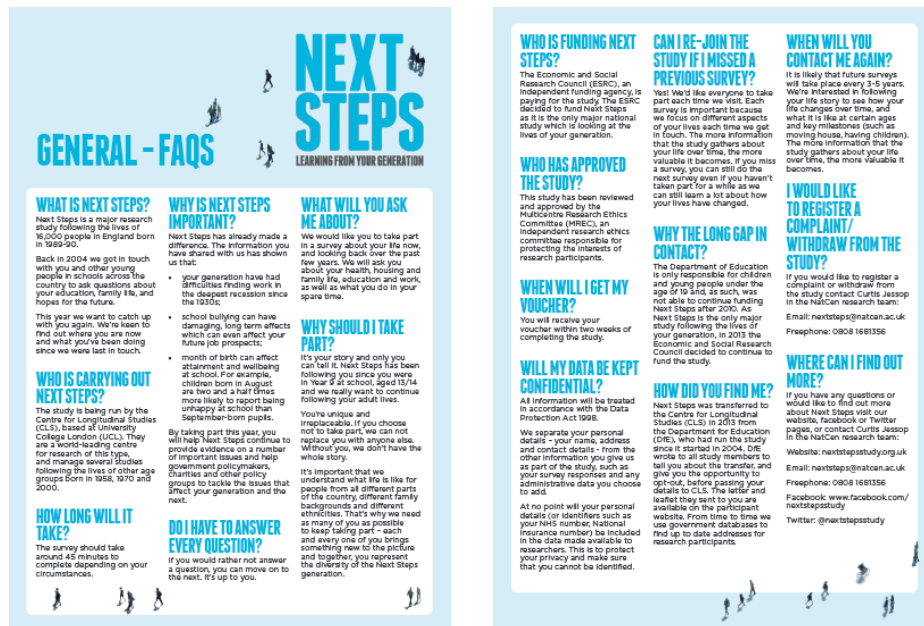 GENERAL - FAQS
NEXT
STEPS
LEARNING FROM YOUR GENERATION
WHAT IS NEXT STEPS?
Next Steps is a major research
study following the lives of
16,000 people in England born
in 1989-90.
Back in 2004 we got in touch
with you and other young
people in schools across the
country to ask questions about
your education, family life, and
hopes for the future.
This year we want to catch up
with you again. We're keen to
find out where you are now
and what you've been doing
since we were last in touch.
WHO IS CARRYING OUT
NEXT STEPS?
The study is being run by the
Centre for Longitudinal Studies
(CLS), based at University
College London (UCL). They
are a world-leading centre
for research of this type,
and manage several studies
following the lives of other age
groups born in 1958, 1970 and
2000.
HOW LONG WILL IT
TAKE?
The survey should take
around 45 minutes to
complete depending on your
circumstances.
WHY IS NEXT STEPS
IMPORTANT?
Next Steps has already made a
difference. The information you
have shared with us has shown
us that:
• your generation have had
difficulties finding work in
the deepest recession since
the 1930s;
• school bullying can have
damaging, long term effects
which can even affect your
future job prospects;
• month of birth can affect
attainment and wellbeing
at school. For example,
children born in August
are two and a half times
more likely to report being
unhappy at school than
September-born pupils.
By taking part this year, you
will help Next Steps continue to
provide evidence on a number
of important issues and help
government policymakers,
charities and other policy
groups to tackle the issues that
affect your generation and the
next.
DO I HAVE TO ANSWER
EVERY QUESTION?
If you would rather not answer
a question, you can move on to
the next. It's up to you.
WHAT WILL YOU ASK
ME ABOUT?
We would like you to take part
in a survey about your life now,
and looking back over the past
few years. We will ask you
about your health, housing and
family life, education and work,
as well as what you do in your
spare time.
WHY SHOULD I TAKE
PART?
It's your story and only you
can tell it. Next Steps has been
following you since you were
in Year 9 at school, aged 13/14
and we really want to continue
following your adult lives.
You're unique and
irreplaceable. If you choose
not to take part, we can not
replace you with anyone else.
Without you, we don't have the
whole story.
It's important that we
understand what life is like for
people from all different parts
of the country, different family
backgrounds and different
ethnicities. That's why we need
as many of you as possible
to keep taking part - each
and every one of you brings
something new to the picture
and together, you represent
the diversity of the Next Steps
generation.
WHO IS FUNDING NEXT
STEPS?
The Economic and Social
Research Council (ESRC), an
independent funding agency, is
paying for the study. The ESRC
decided to fund Next Steps
as it is the only major national
study which is looking at the
lives of your generation.
WHO HAS APPROVED
THE STUDY?
This study has been reviewed
and approved by the
Multicentre Research Ethics
Committee (MREC), an
independent research ethics
committee responsible for
protecting the interests of
research participants.
WHEN WILL I GET MY
VOUCHER?
You will receive your
voucher within two weeks of
completing the study.
WILL MY DATA BE KEPT
CONFIDENTIAL?
All information will be treated
in accordance with the Data
Protection Act 1998.
We separate your personal
details - your name, address
and contact details - from the
other information you give us
as part of the study, such as
your survey responses and any
administrative data you choose
to add.
At no point will your personal
details (or identifiers such as
your NHS number, National
Insurance number) be included
in the data made available to
researchers. This is to protect
your privacy and make sure
that you cannot be identified.
CAN I RE-JOIN THE
STUDY IF I MISSED A
PREVIOUS SURVEY?
Yes! We'd like everyone to take
part each time we visit. Each
survey is important because
we focus on different aspects
of your lives each time we get
in touch. The more information
that the study gathers about
your life over time, the more
valuable it becomes. If you miss
a survey, you can still do the
next survey even if you haven't
taken part for a while as we
can still learn a lot about how
your lives have changed.
WHY THE LONG GAP IN
CONTACT?
The Department of Education
is only responsible for children
and young people under the
age of 19 and, as such, was
not able to continue funding
Next Steps after 2010. As
Next Steps is the only major
study following the lives of
your generation, in 2013 the
Economic and Social Research
Council decided to continue to
fund the study.
HOW DID YOU FIND ME?
Next Steps was transferred to
the Centre for Longitudinal
Studies (CLS) in 2013 from
the Department for Education
(DfE), who had run the study
since it started in 2004. DfE
wrote to all study members to
tell you about the transfer, and
give you the opportunity to
opt-out, before passing your
details to CLS. The letter and
leaflet they sent to you are
available on the participant
website. From time to time we
use government databases to
find up to date addresses for
research participants.
WHEN WILL YOU
CONTACT ME AGAIN?
It is likely that future surveys
will take place every 3-5 years.
We're interested in following
your life story to see how your
life changes over time, and
what it is like at certain ages
and key milestones (such as
moving house, having children).
The more information that the
study gathers about your life
over time, the more valuable it
becomes.
I WOULD LIKE
TO REGISTER A
COMPLAINT/
WITHDRAW FROM THE
STUDY?
If you would like to register a
complaint or withdraw from
the study contact Curtis Jessop
in the NatCen research team:
Email: nextsteps@natcen.ac.uk
Freephone: 0808 1681356
WHERE CAN I FIND OUT
MORE?
If you have any questions or
would like to find out more
about Next Steps visit our
website, facebook or Twitter
pages, or contact Curtis Jessop
in the NatCen research team:
Website: nextstepsstudy.org.uk
Email: nextsteps@natcen.ac.uk
Freephone: 0808 1681356
Facebook: www.facebook.com/
nextstepsstudy
Twitter: @nextstepsstudy